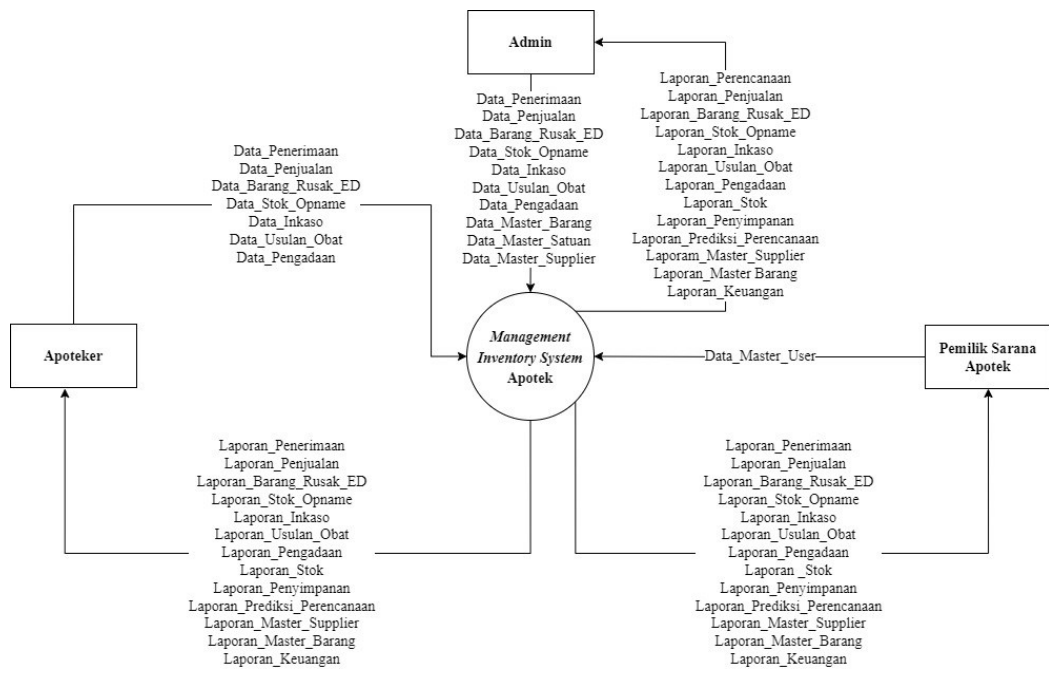 Admin
Data_Penerimaan
Data_Penjualan
Data_Barang_Rusak_ED
Data_Stok_Opname
Data_Inkaso
Data_Usulan_Obat
Data_Pengadaan
Data_Master_Barang
Data_Master_Satuan
Data_Master_Supplier
Laporan_Perencanaan
Laporan_Penjualan
Laporan_Barang_Rusak_ED
Laporan_Stok_Opname
Laporan_Inkaso
Laporan_Usulan_Obat
Laporan_Pengadaan
Laporan_Stok
Laporan_Penyimpanan
Laporan_Prediksi_Perencanaan
Laporam_Master_Supplier
Laporan_Master Barang
Laporan_Keuangan
Data_Penerimaan
Data_Penjualan
Data_Barang_Rusak_ED
Data_Stok_Opname
Data_Inkaso
Data_Usulan_Obat
Data_Pengadaan
Apoteker
Management
Inventory System
Apotek
Data_Master_User
Pemilik Sarana
Apotek
Laporan_Penerimaan
Laporan_Penjualan
Laporan_Barang_Rusak_ED
Laporan_Stok_Opname
Laporan_Inkaso
Laporan_Usulan_Obat
Laporan_Pengadaan
Laporan_Stok
Laporan_Penyimpanan
Laporan_Prediksi_Perencanaan
Laporan_Master_Supplier
Laporan_Master_Barang
Laporan_Keuangan
Laporan_Penerimaan
Laporan_Penjualan
Laporan_Barang_Rusak_ED
Laporan_Stok_Opname
Laporan_Inkaso
Laporan_Usulan_Obat
Laporan_Pengadaan
Laporan _Stok
Laporan_Penyimpanan
Laporan_Prediksi_Perencanaan
Laporan_Master_Supplier
Laporan_Master_Barang
Laporan_Keuangan